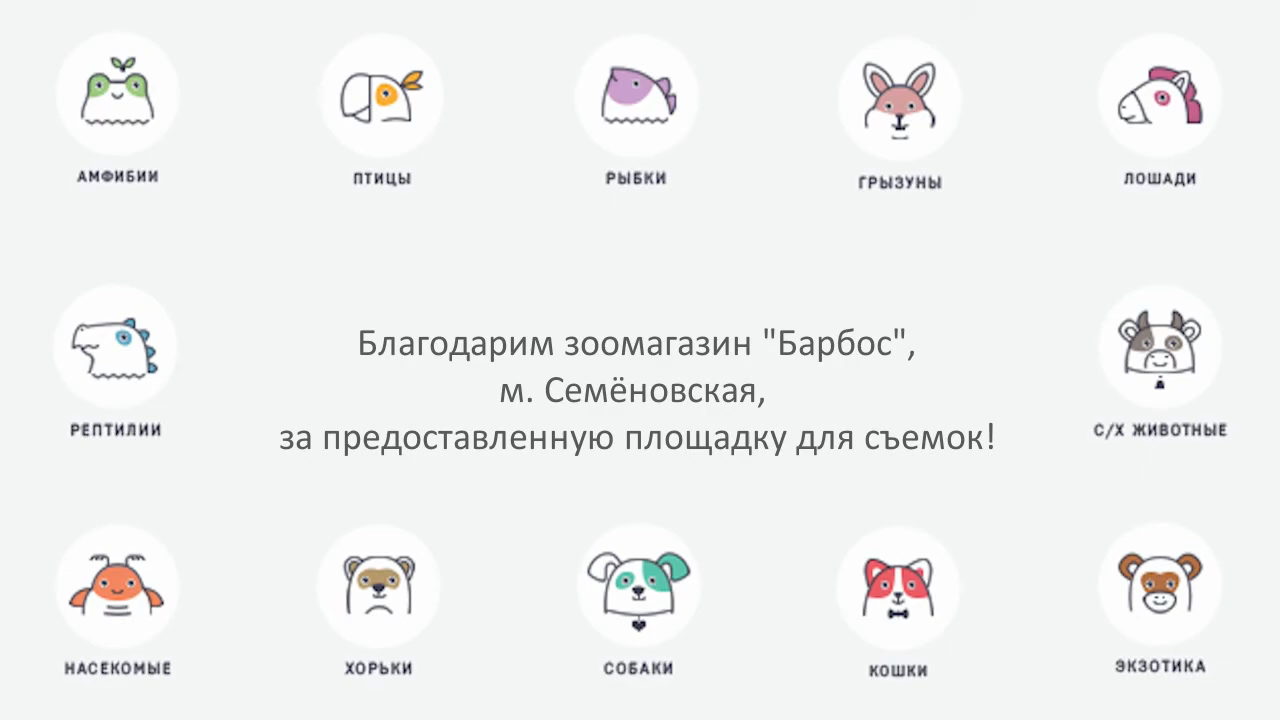 АМФИБИИ
ПТИЦЫ
РЫБКИ
ГРЫЗУНЫ
ЛОШАДИ
РЕПТИЛИИ
Благодарим зоомагазин "Барбос",
м. Семёновская,
за предоставленную площадку для съемок!
С/Х ЖИВОТНЫЕ
НАСЕКОМЫЕ
ХОРЬКИ
СОБАКИ
КОШКИ
ЭКЗОТИКА